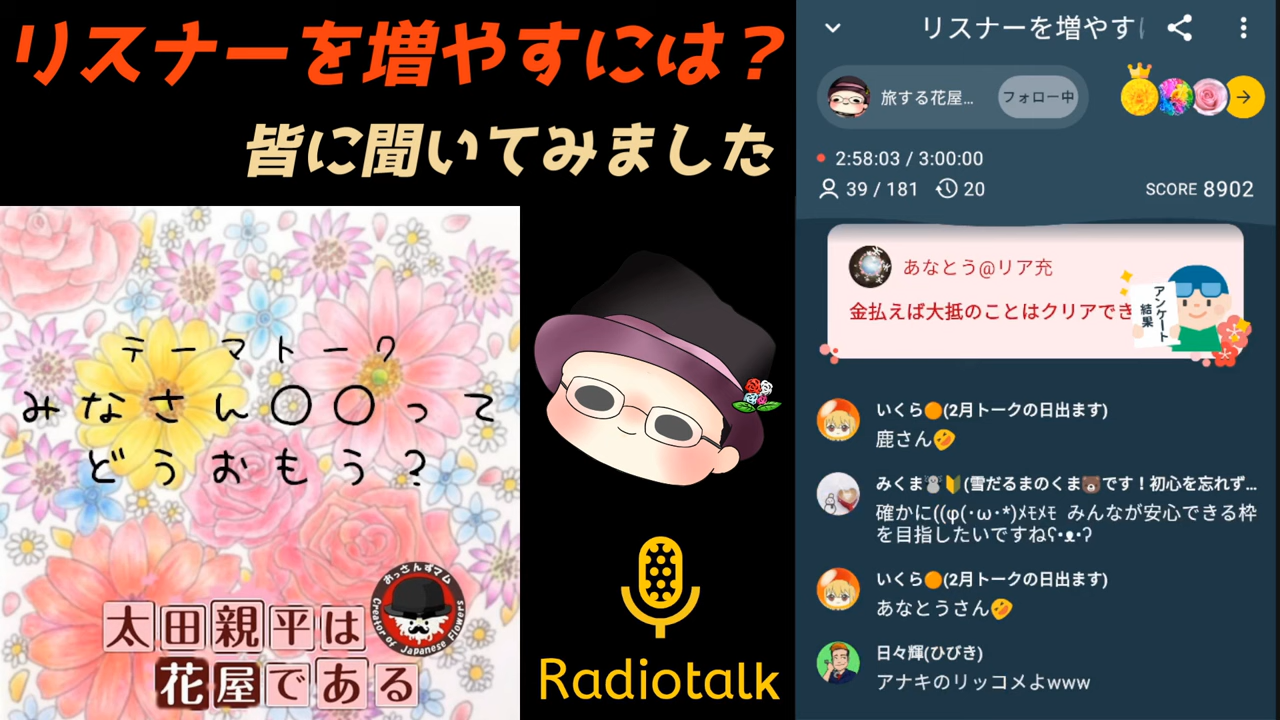 リスナーを増やすには？
皆に聞いてみました
テーマトーク
みなさん〇〇って
どうおもう？
おっさんずマム
Creator of Japanese Flowers
太田親平は
花屋である
Radiotalk
リスナーを増やす
旅する花屋...
フォロー中
2:58:03 / 3:00:00
39 / 181
20
SCORE 8902
あなとう@リア充
金払えば大抵のことはクリアでき
アンケート
結果
いくら🟠(2月トークの日出ます)
鹿さん🤣
みくま⛄🔰(雪だるまのくま🐻です！初心を忘れず...
確かに((φ(･ω･*)ﾒﾓﾒﾓ みんなが安心できる枠
を目指したいですねʕ•ᴥ•ʔ
いくら🟠(2月トークの日出ます)
あなとうさん🤣
日々輝(ひびき)
アナキのリッコメよwww